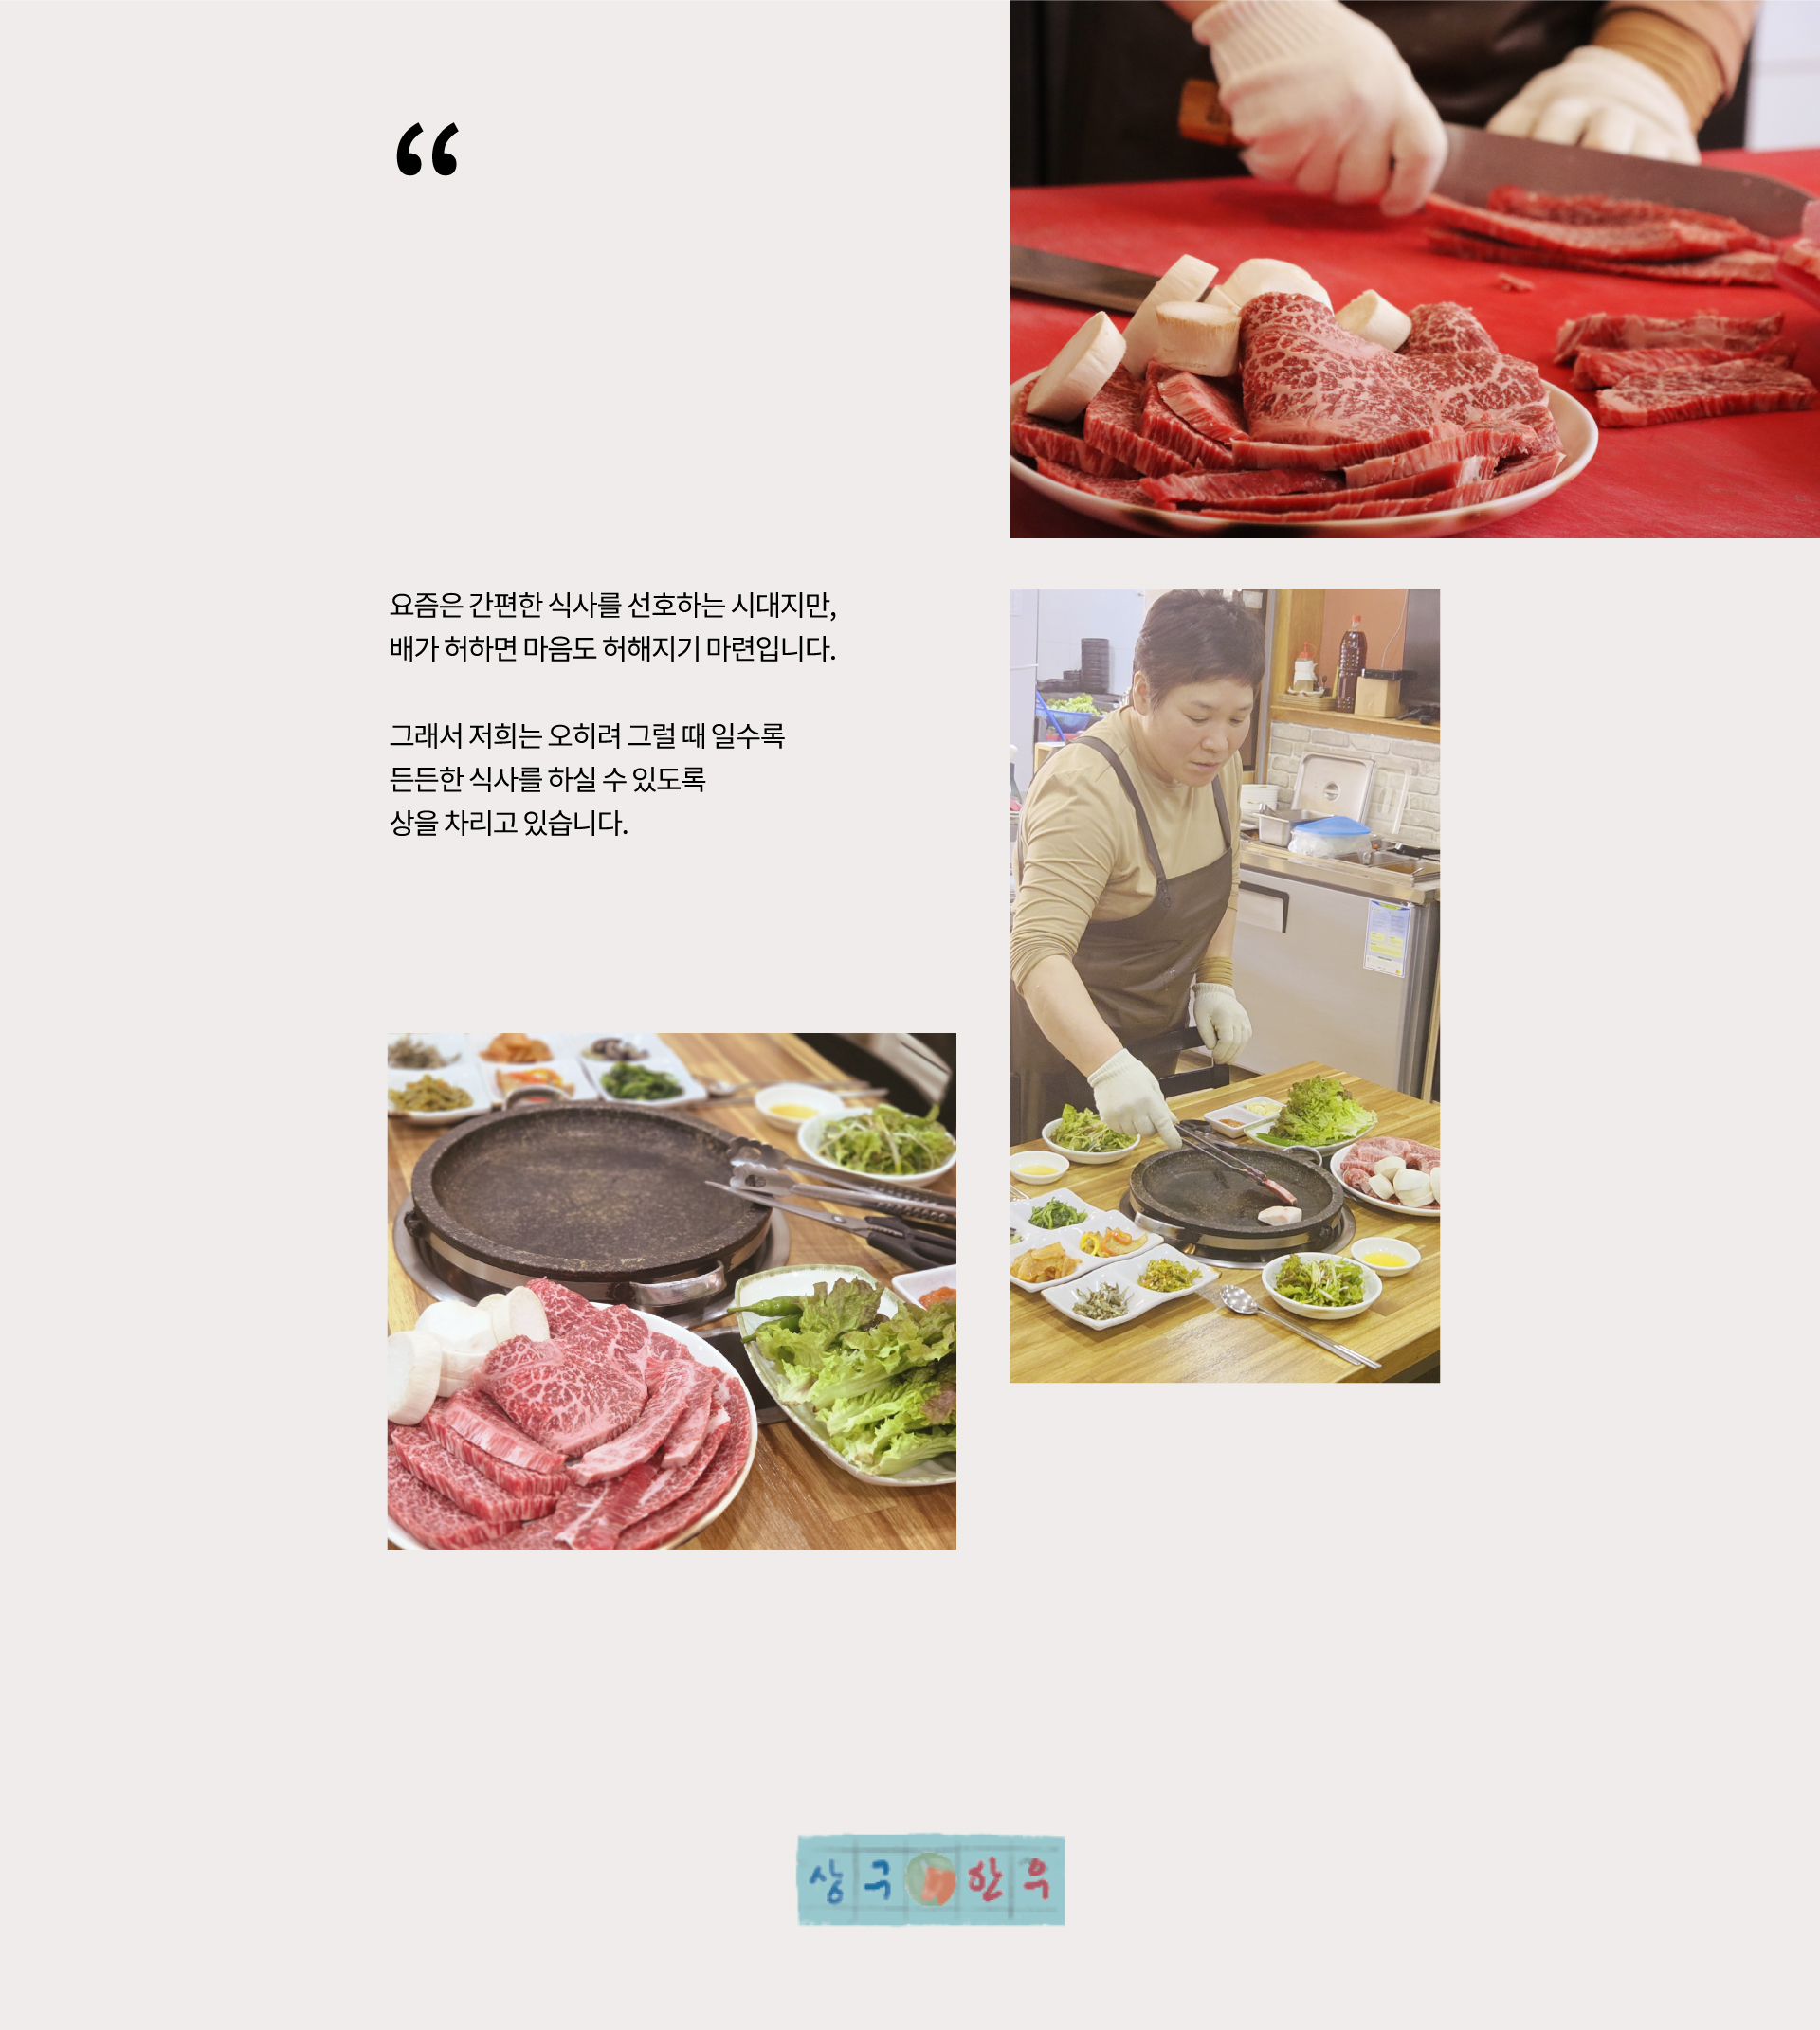 “
요즘은 간편한 식사를 선호하는 시대지만,
배가 허하면 마음도 허해지기 마련입니다.
그래서 저희는 오히려 그럴 때 일수록
든든한 식사를 하실 수 있도록
상을 차리고 있습니다.
상구 한우